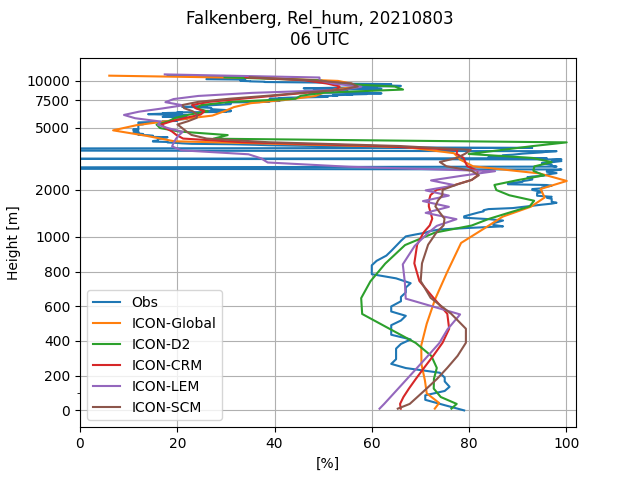 Falkenberg, Rel_hum, 20210803
06 UTC
10000
7500
5000
2000
1000
800
600
400
200
0
Height [m]
Obs
ICON-Global
ICON-D2
ICON-CRM
ICON-LEM
ICON-SCM
0 20 40 60 80 100
[%]